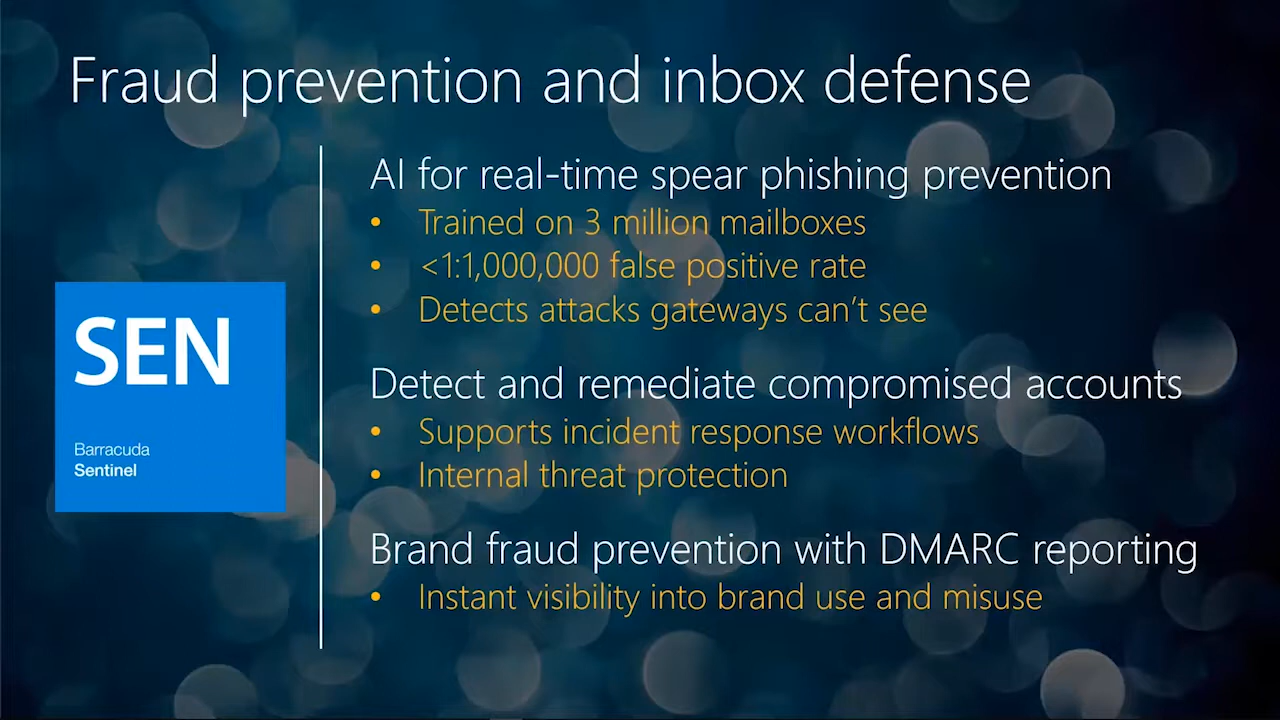 Fraud prevention and inbox defense
SEN
Barracuda
Sentinel
AI for real-time spear phishing prevention
• Trained on 3 million mailboxes
• <1:1,000,000 false positive rate
• Detects attacks gateways can’t see
Detect and remediate compromised accounts
• Supports incident response workflows
• Internal threat protection
Brand fraud prevention with DMARC reporting
• Instant visibility into brand use and misuse